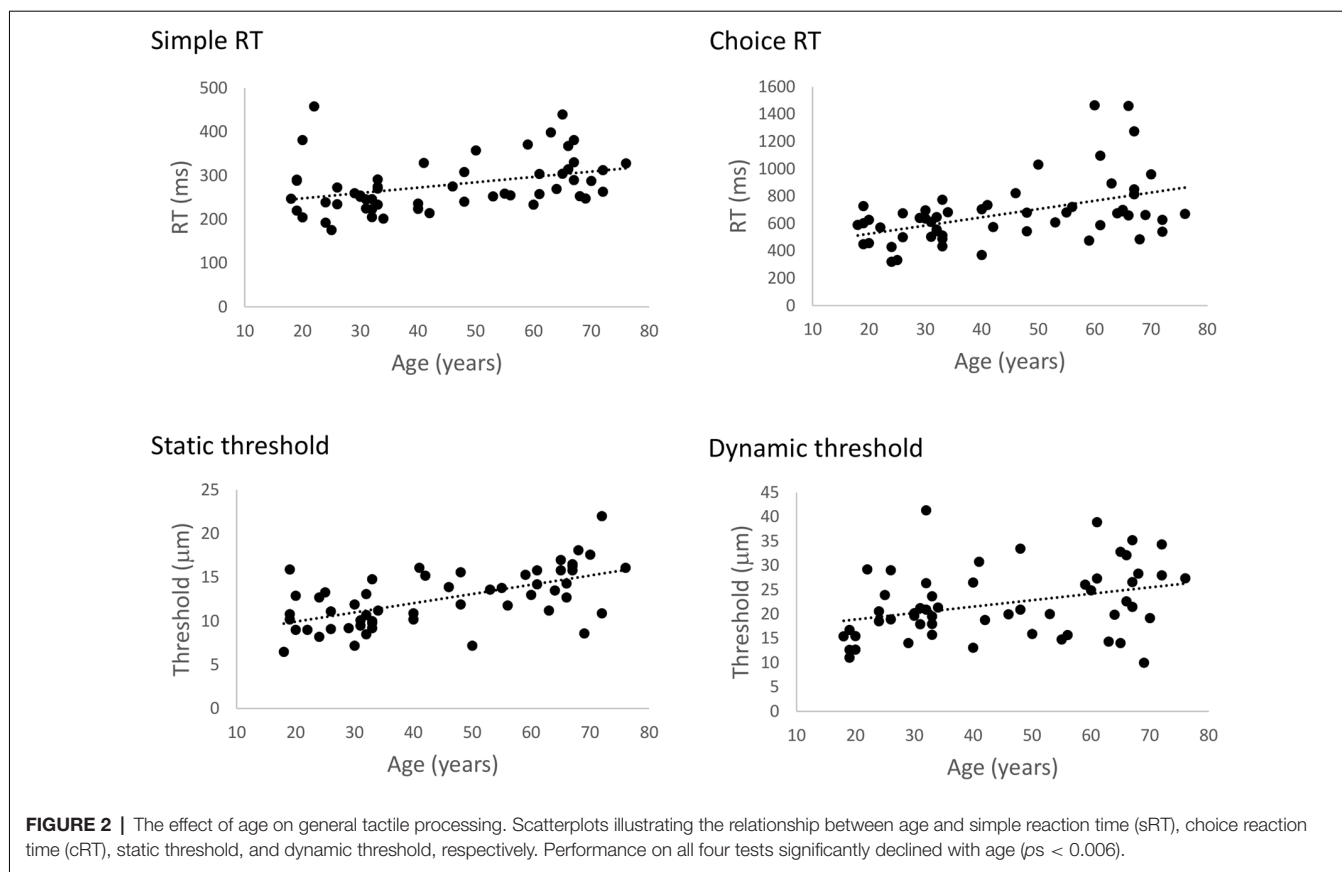 Simple RT
500
400
300
200
100
0
RT (ms)
10 20 30 40 50 60 70 80
Age (years)
Choice RT
1600
1400
1200
1000
800
600
400
200
0
RT (ms)
10 20 30 40 50 60 70 80
Age (years)
Static threshold
25
20
15
10
5
0
Threshold (μm)
10 20 30 40 50 60 70 80
Age (years)
Dynamic threshold
45
40
35
30
25
20
15
10
5
0
Threshold (μm)
10 20 30 40 50 60 70 80
Age (years)
FIGURE 2 | The effect of age on general tactile processing. Scatterplots illustrating the relationship between age and simple reaction time (sRT), choice reaction
time (cRT), static threshold, and dynamic threshold, respectively. Performance on all four tests significantly declined with age (ps < 0.006).